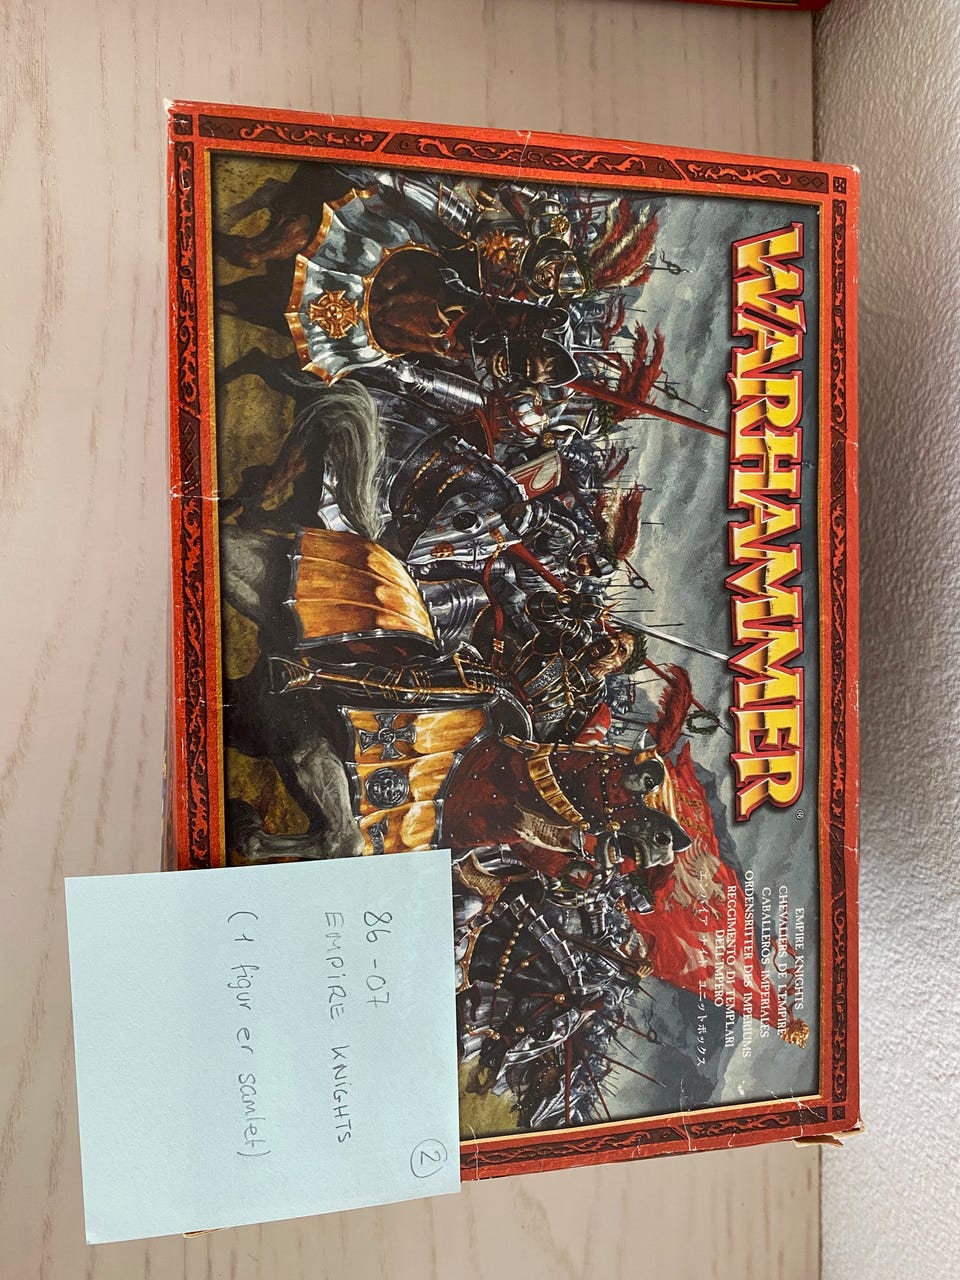 WARHAMMER®
EMPIRE KNIGHTS
CHEVALIERS DE L'EMPIRE
CABALLEROS IMPERIALES
ORDENSRITTER DES IMPERIUMS
REGGIMENTO DI TEMPLARI
DELL'IMPERO
エンパイア ナイト ユニットボックス
2
86-07
EMPIRE KNIGHTS
(1 figur er samlet)